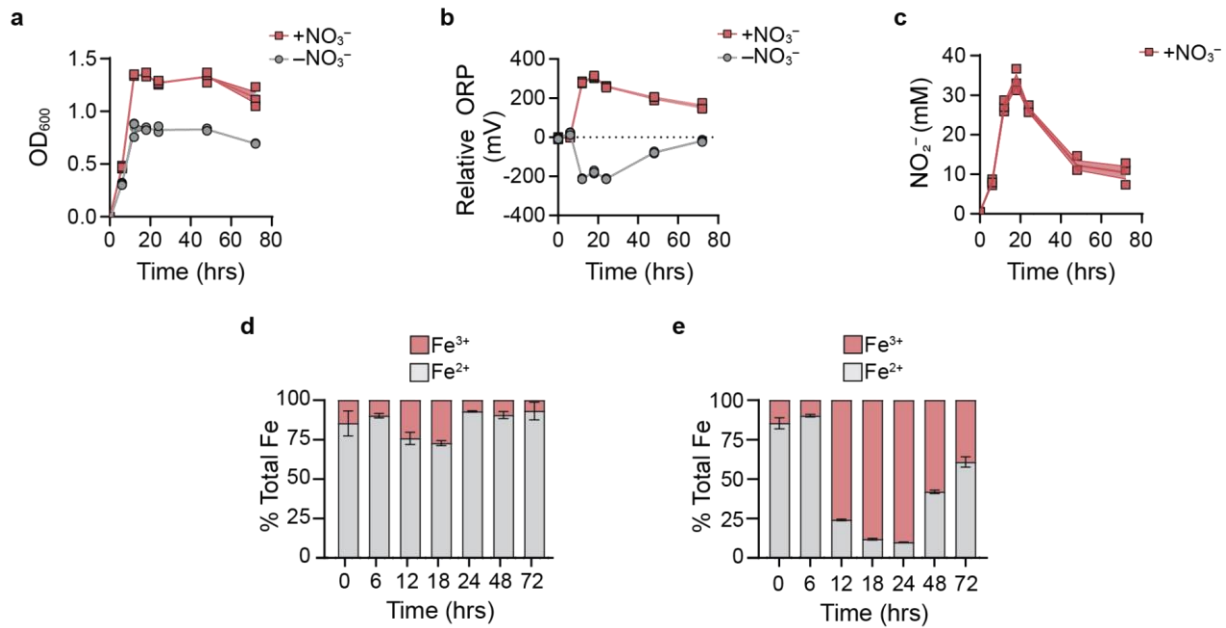 a
+NO₃⁻
–NO₃⁻
1.5
1.0
0.5
0.0
OD₆₀₀
0 20 40 60 80
Time (hrs)
b
+NO₃⁻
–NO₃⁻
400
200
0
-200
-400
Relative ORP
(mV)
0 20 40 60 80
Time (hrs)
c
+NO₃⁻
40
30
20
10
0
NO₂⁻ (mM)
0 20 40 60 80
Time (hrs)
d
Fe³⁺
Fe²⁺
100
75
50
25
0
% Total Fe
0 6 12 18 24 48 72
Time (hrs)
e
Fe³⁺
Fe²⁺
100
75
50
25
0
% Total Fe
0 6 12 18 24 48 72
Time (hrs)